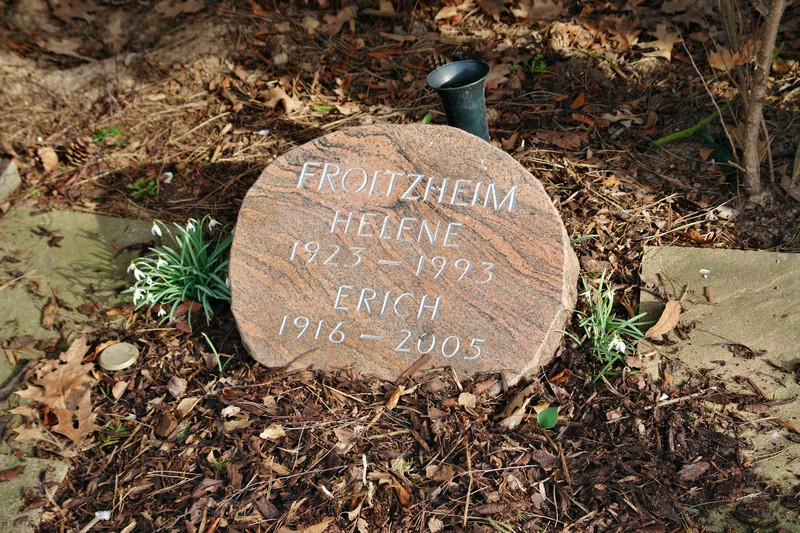 FROITZHEIM
HELENE
1923 – 1993
ERICH
1916 – 2005